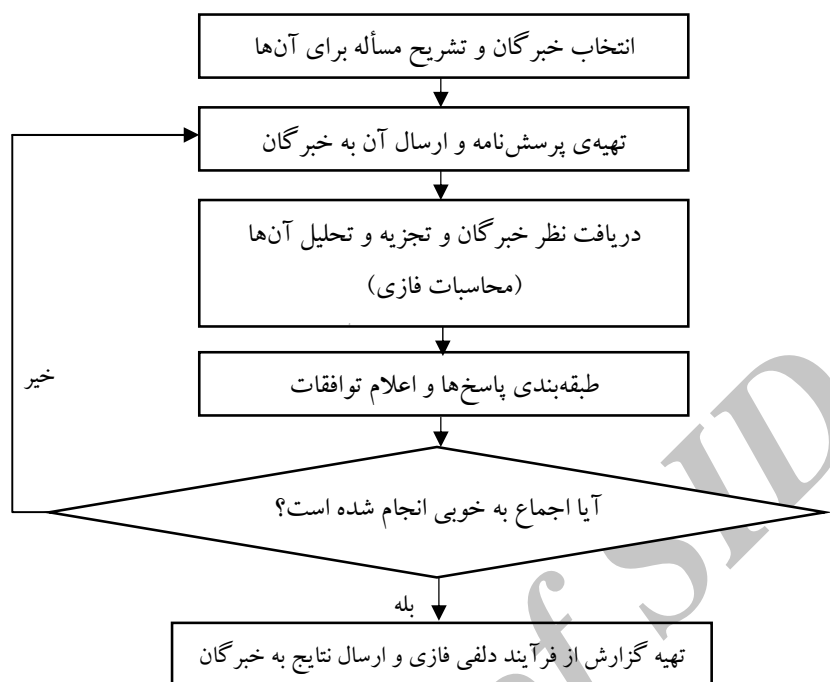 انتخاب خبرگان و تشریح مسأله برای آن‌ها
تهیه‌ی پرسش‌نامه و ارسال آن به خبرگان
دریافت نظر خبرگان و تجزیه و تحلیل آن‌ها
(محاسبات فازی)
طبقه‌بندی پاسخ‌ها و اعلام توافقات
خیر
آیا اجماع به خوبی انجام شده است؟
بله
تهیه گزارش از فرآیند دلفی فازی و ارسال نتایج به خبرگان
of SID